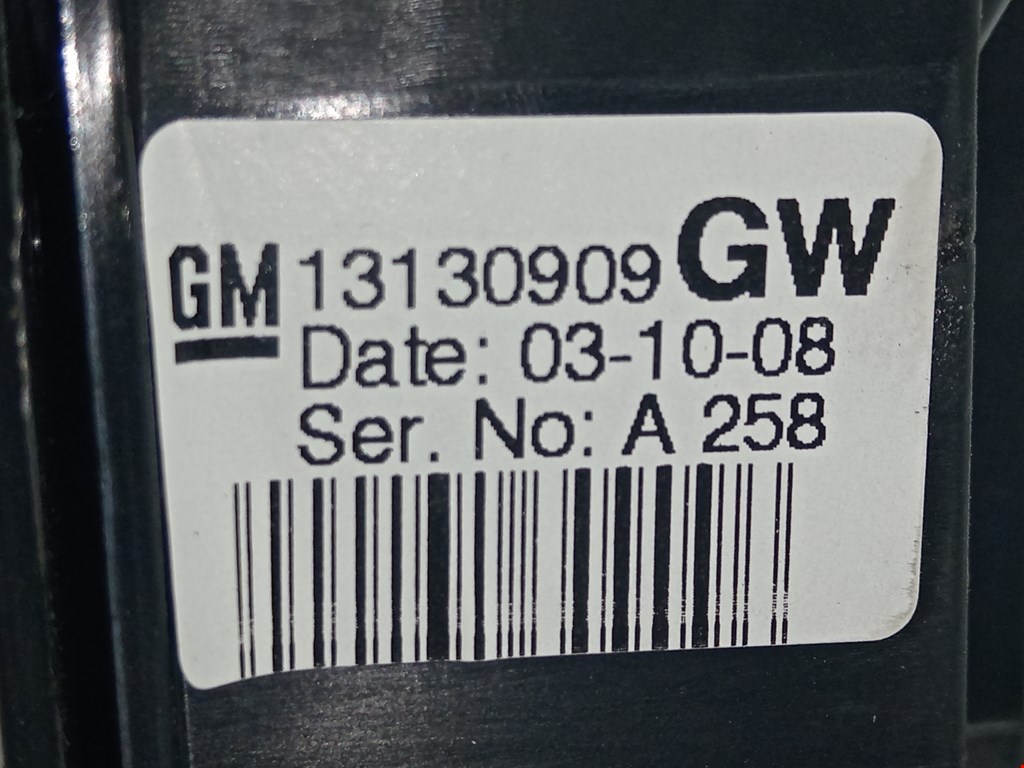 GM 13130909 GW
Date: 03-10-08
Ser. No: A 258